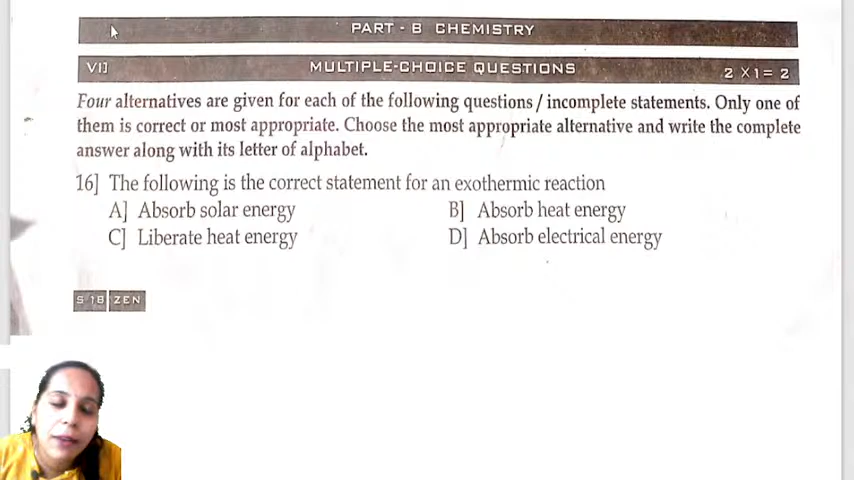 PART - B CHEMISTRY
VI] MULTIPLE-CHOICE QUESTIONS 2 X 1 = 2
Four alternatives are given for each of the following questions / incomplete statements. Only one of
them is correct or most appropriate. Choose the most appropriate alternative and write the complete
answer along with its letter of alphabet.
16] The following is the correct statement for an exothermic reaction
A] Absorb solar energy B] Absorb heat energy
C] Liberate heat energy D] Absorb electrical energy
S 18 ZEN